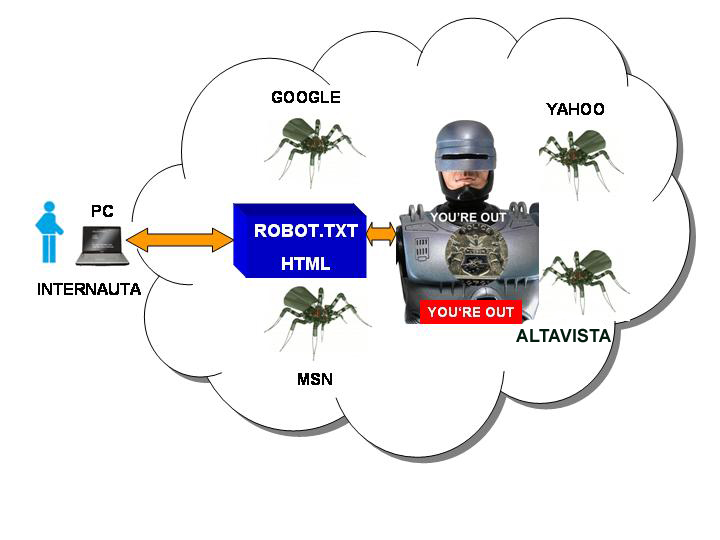 GOOGLE
YAHOO
PC
ROBOT.TXT
HTML
INTERNAUTA
YOU'RE OUT
YOU'RE OUT
ALTAVISTA
MSN